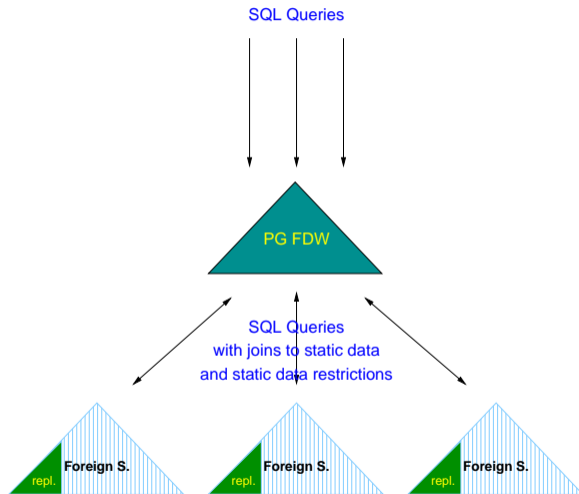 SQL Queries
PG FDW
SQL Queries
with joins to static data
and static data restrictions
Foreign S.
repl.
Foreign S.
repl.
Foreign S.
repl.